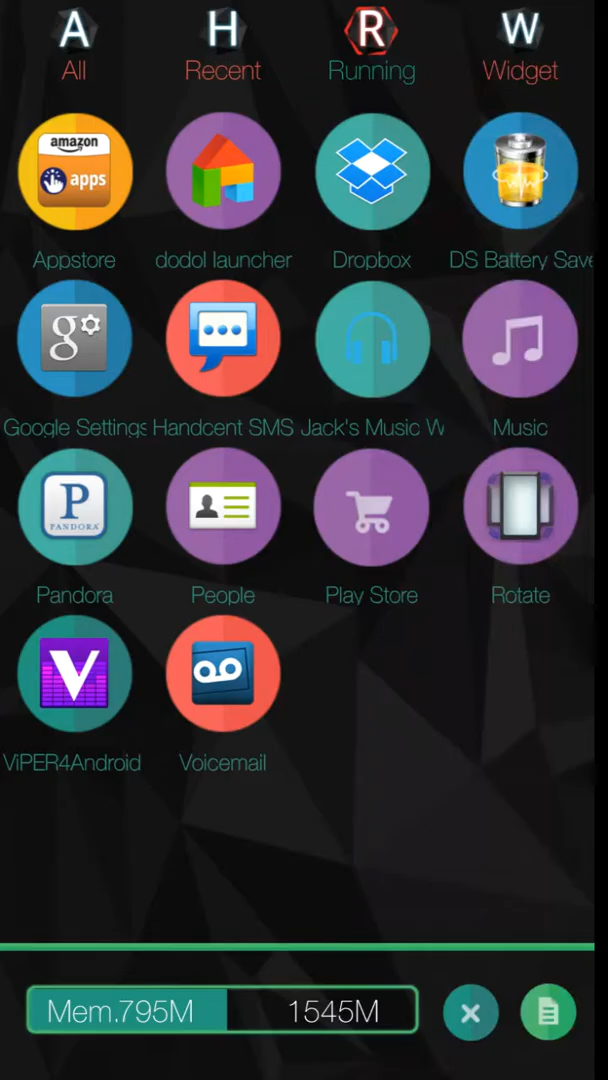 A H R W
All Recent Running Widget
amazon
apps
Appstore dodol launcher Dropbox DS Battery Save
g
Google Settings Handcent SMS Jack's Music W Music
P
PANDORA
Pandora People Play Store Rotate
V
ViPER4Android Voicemail
Mem.795M 1545M